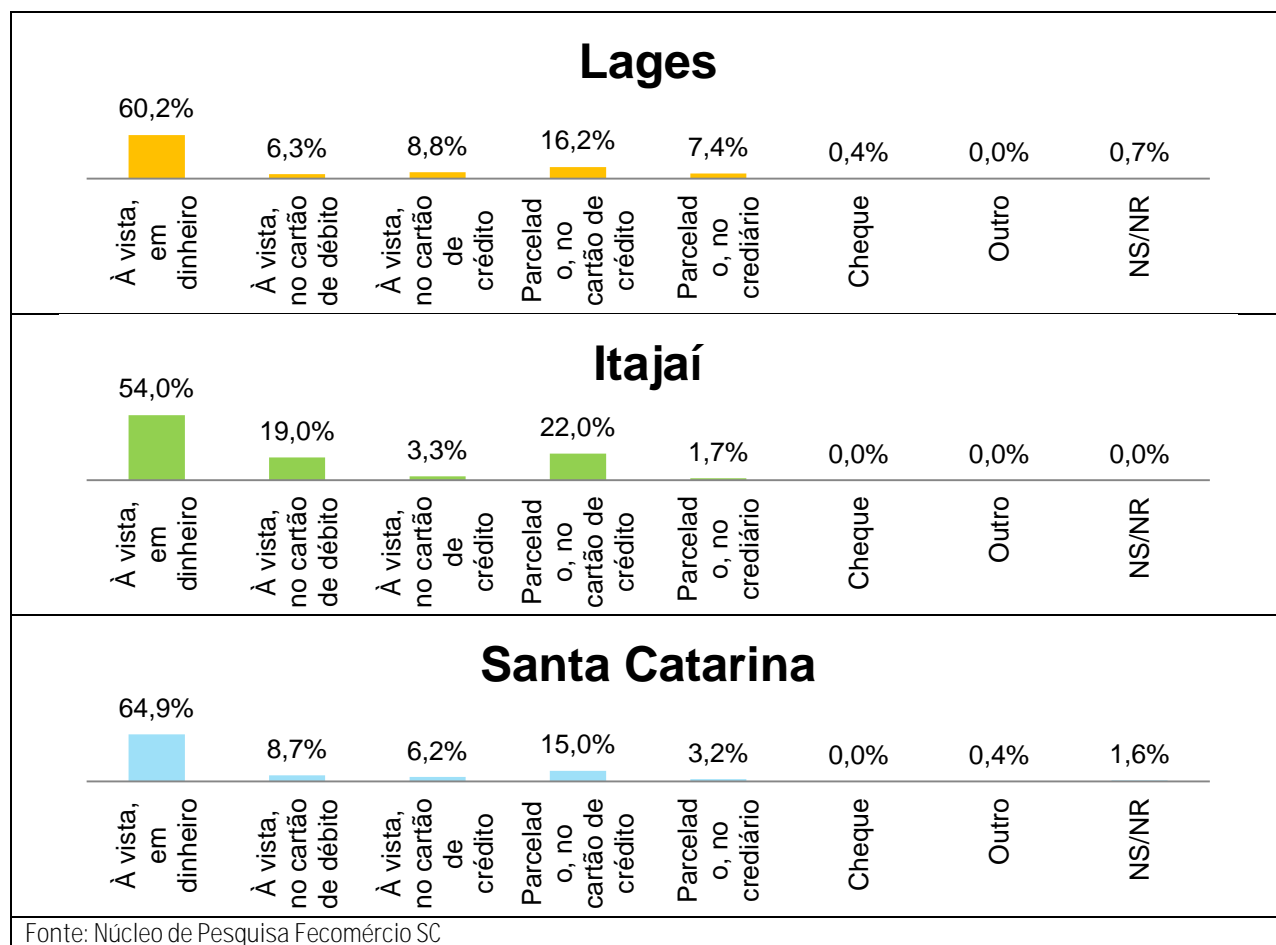 Lages
60,2%
6,3%
8,8%
16,2%
7,4%
0,4%
0,0%
0,7%
À vista,
em
dinheiro
À vista,
no cartão
de débito
À vista,
no cartão
de
crédito
Parcelad
o, no
cartão de
crédito
Parcelad
o, no
crediário
Cheque
Outro
NS/NR
Itajaí
54,0%
19,0%
3,3%
22,0%
1,7%
0,0%
0,0%
0,0%
À vista,
em
dinheiro
À vista,
no cartão
de débito
À vista,
no cartão
de
crédito
Parcelad
o, no
cartão de
crédito
Parcelad
o, no
crediário
Cheque
Outro
NS/NR
Santa Catarina
64,9%
8,7%
6,2%
15,0%
3,2%
0,0%
0,4%
1,6%
À vista,
em
dinheiro
À vista,
no cartão
de débito
À vista,
no cartão
de
crédito
Parcelad
o, no
cartão de
crédito
Parcelad
o, no
crediário
Cheque
Outro
NS/NR
Fonte: Núcleo de Pesquisa Fecomércio SC